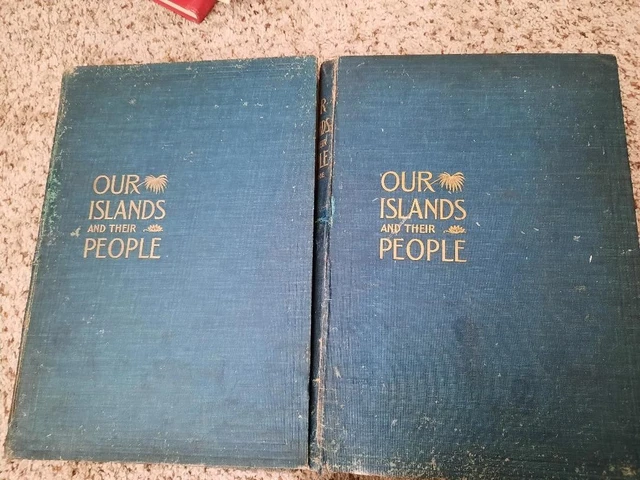 OUR
ISLANDS
AND THEIR
PEOPLE
OUR
ISLANDS
AND THEIR
PEOPLE